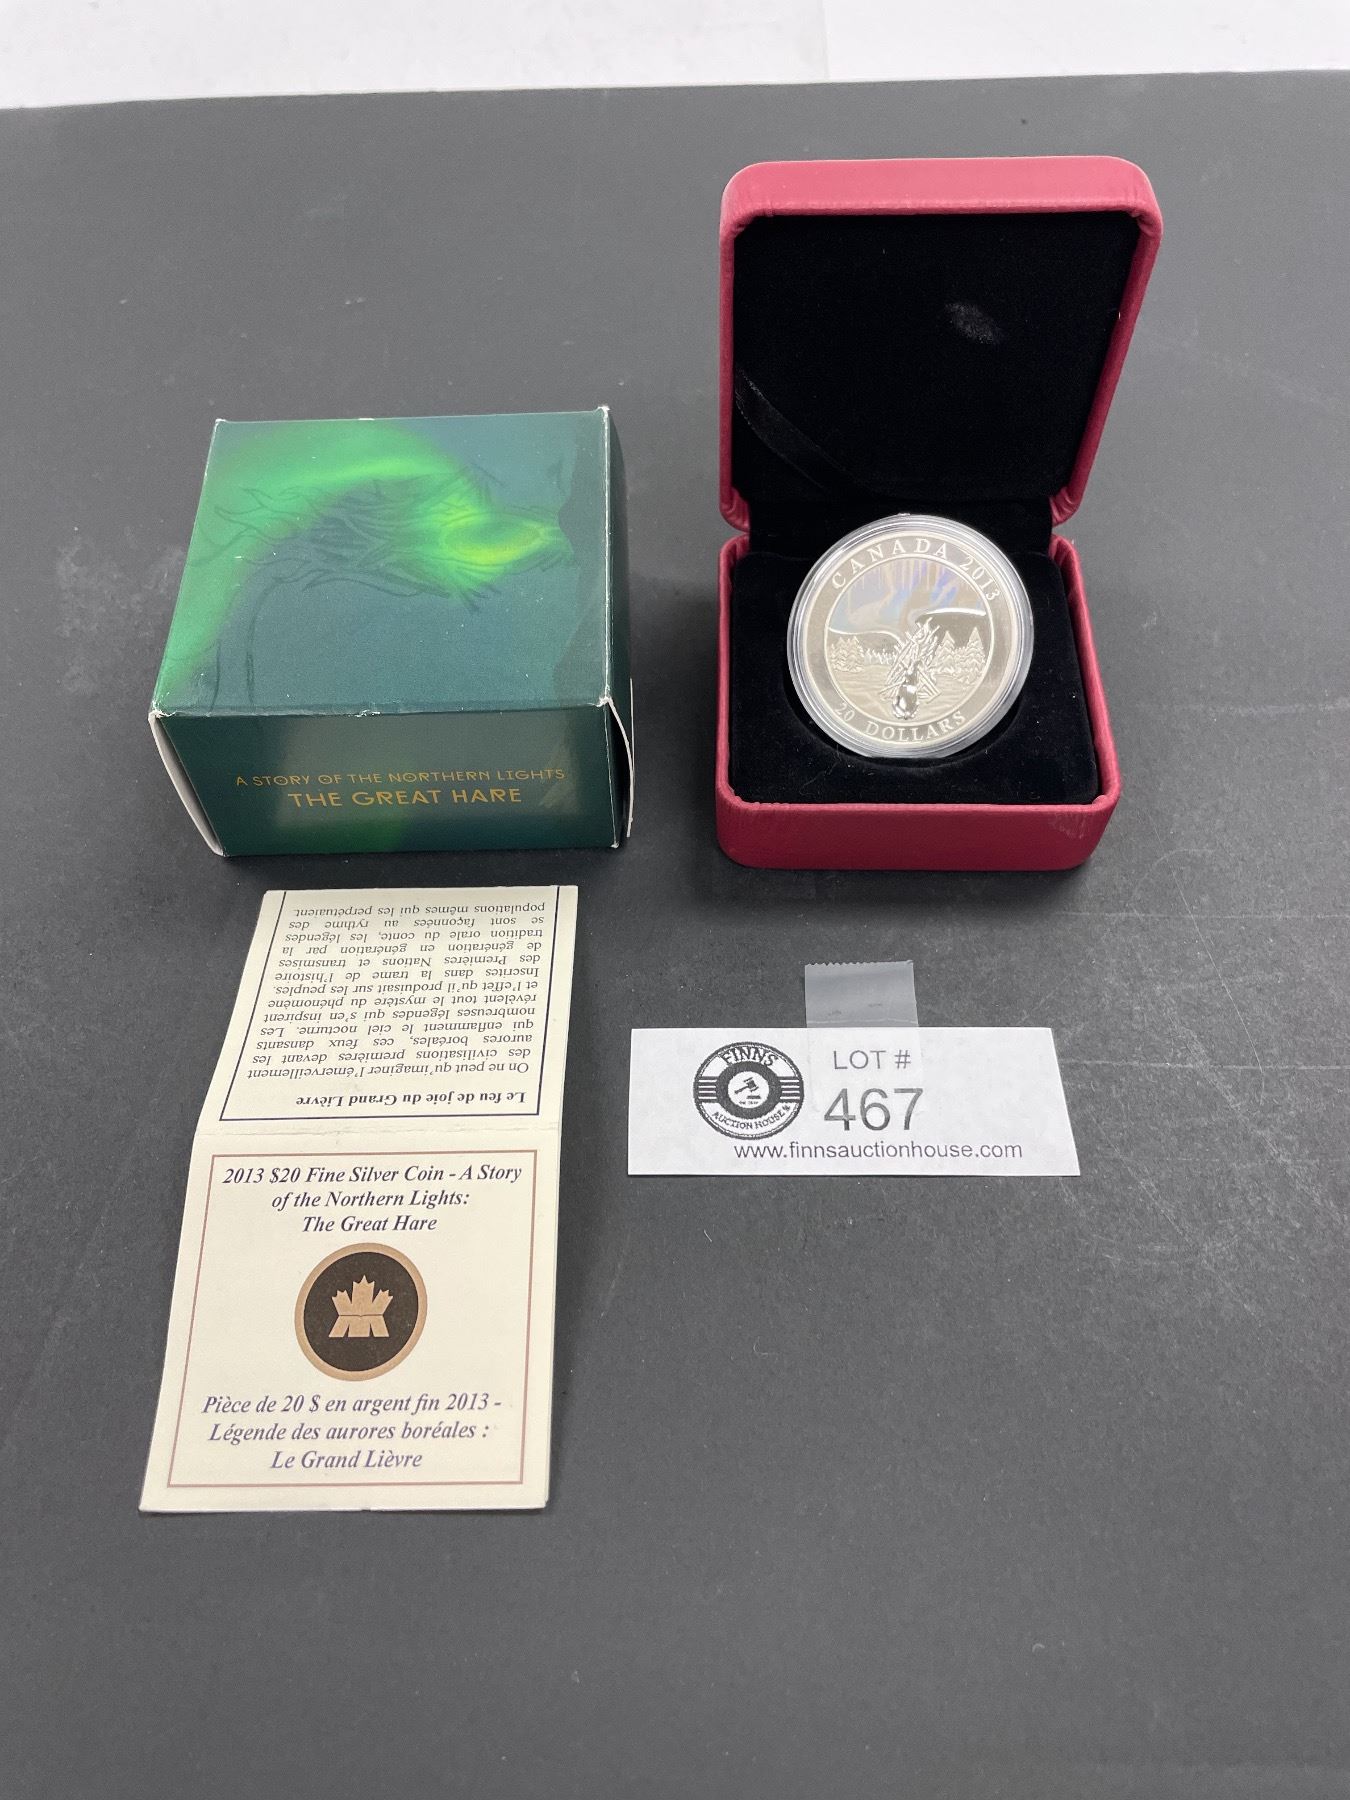 CANADA 2013
20 DOLLARS
A STORY OF THE NORTHERN LIGHTS
THE GREAT HARE
Le feu de joie du Grand Lièvre
On ne peut qu'imaginer l'émerveillement
des civilisations premières devant les
aurores boréales, ces feux dansants
qui enflamment le ciel nocturne. Les
nombreuses légendes qui s'en inspirent
révèlent tout le mystère du phénomène
et l'effet qu'il produisait sur les peuples.
Inscrites dans la trame de l'histoire
des Premières Nations et transmises
de génération en génération par la
tradition orale du conte, les légendes
se sont façonnées au rythme des
populations mêmes qui les perpétuaient.
2013 $20 Fine Silver Coin - A Story
of the Northern Lights:
The Great Hare
Pièce de 20 $ en argent fin 2013 -
Légende des aurores boréales :
Le Grand Lièvre
FINNS
AUCTION HOUSE
LOT #
467
www.finnsauctionhouse.com